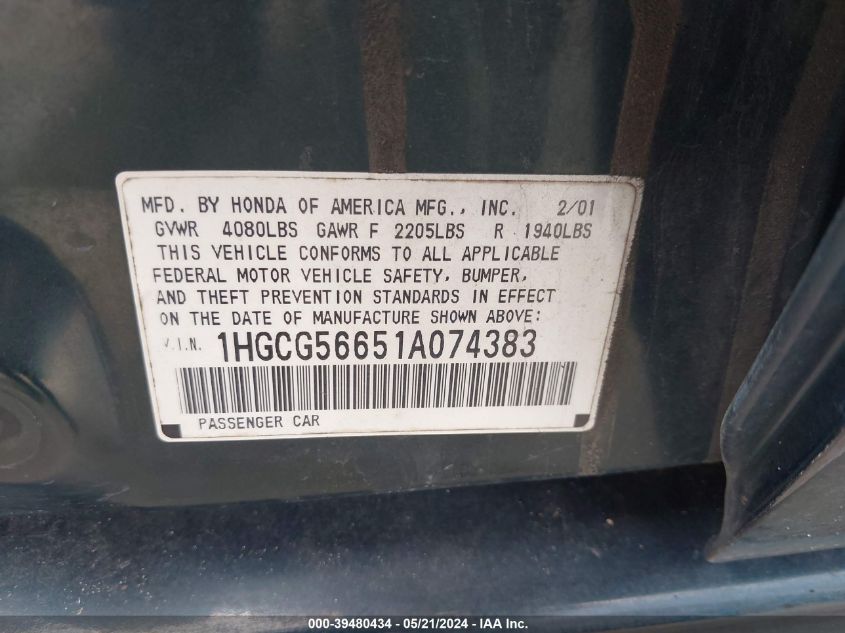 MFD. BY HONDA OF AMERICA MFG., INC. 2/01
GVWR 4080LBS GAWR F 2205LBS R 1940LBS
THIS VEHICLE CONFORMS TO ALL APPLICABLE
FEDERAL MOTOR VEHICLE SAFETY, BUMPER,
AND THEFT PREVENTION STANDARDS IN EFFECT
ON THE DATE OF MANUFACTURE SHOWN ABOVE:
V.I.N. 1HGCG56651A074383
PASSENGER CAR
000-39480434 - 05/21/2024 - IAAI.COM